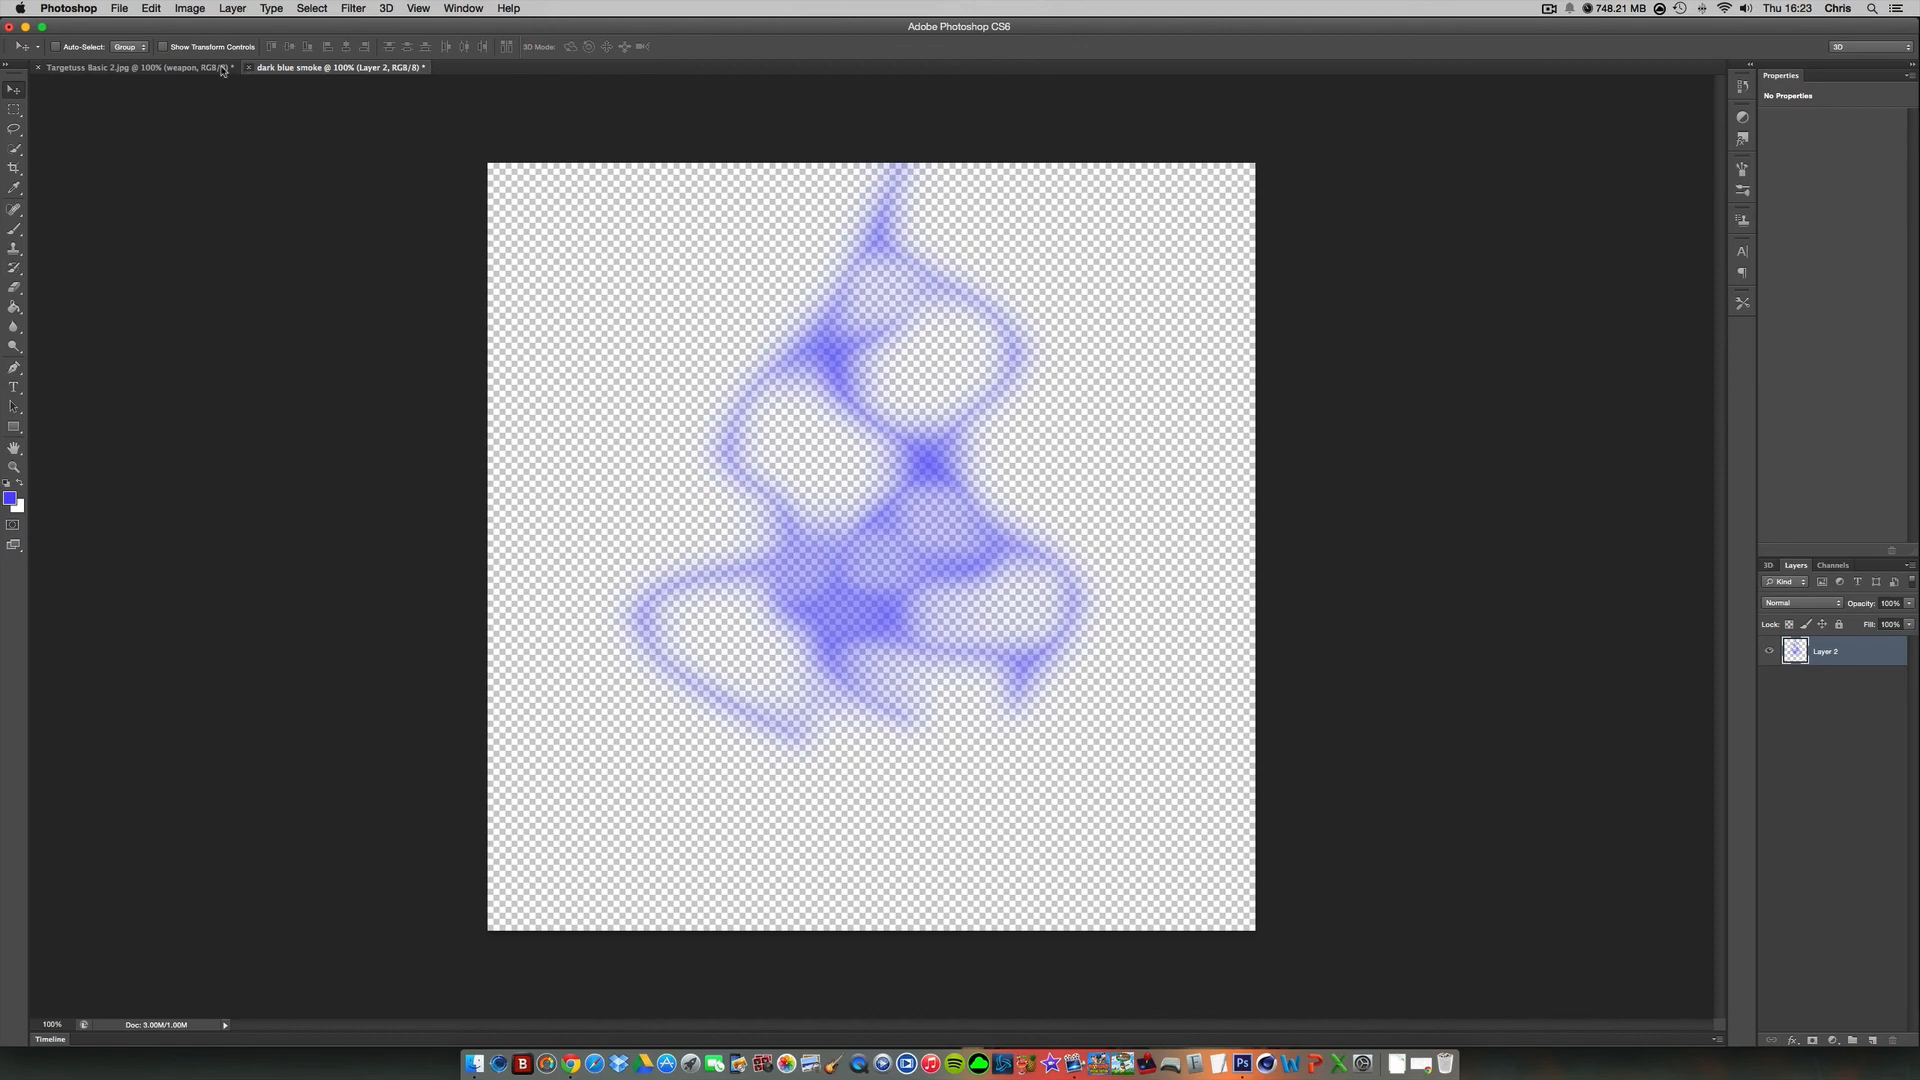 Photoshop File Edit Image Layer Type Select Filter 3D View Window Help 748.21 MB Thu 16:23 Chris
Adobe Photoshop CS6
Auto-Select: Group Show Transform Controls 3D Mode: 3D
Targetuss Basic 2.jpg @ 100% (weapon, RGB/8) * dark blue smoke @ 100% (Layer 2, RGB/8) *
Properties
No Properties
3D Layers Channels
Kind
Normal Opacity: 100%
Lock: Fill: 100%
Layer 2
100% Doc: 3.00M/1.00M
Timeline